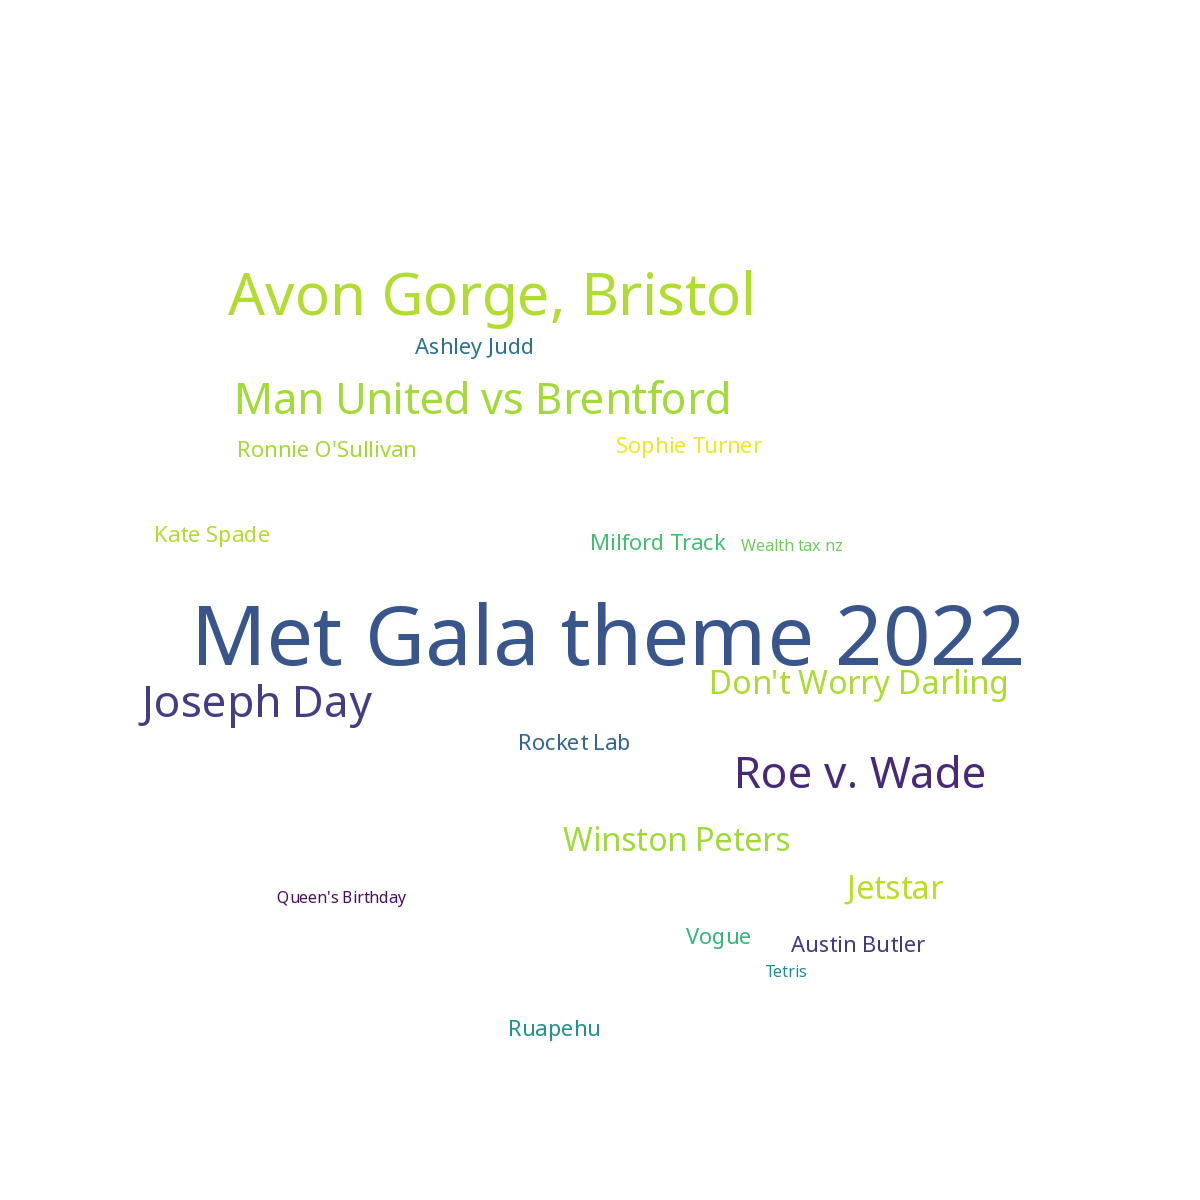 Avon Gorge, Bristol
Ashley Judd
Man United vs Brentford
Ronnie O'Sullivan
Sophie Turner
Kate Spade
Milford Track
Wealth tax nz
Met Gala theme 2022
Don't Worry Darling
Joseph Day
Rocket Lab
Roe v. Wade
Winston Peters
Jetstar
Queen's Birthday
Vogue
Austin Butler
Tetris
Ruapehu